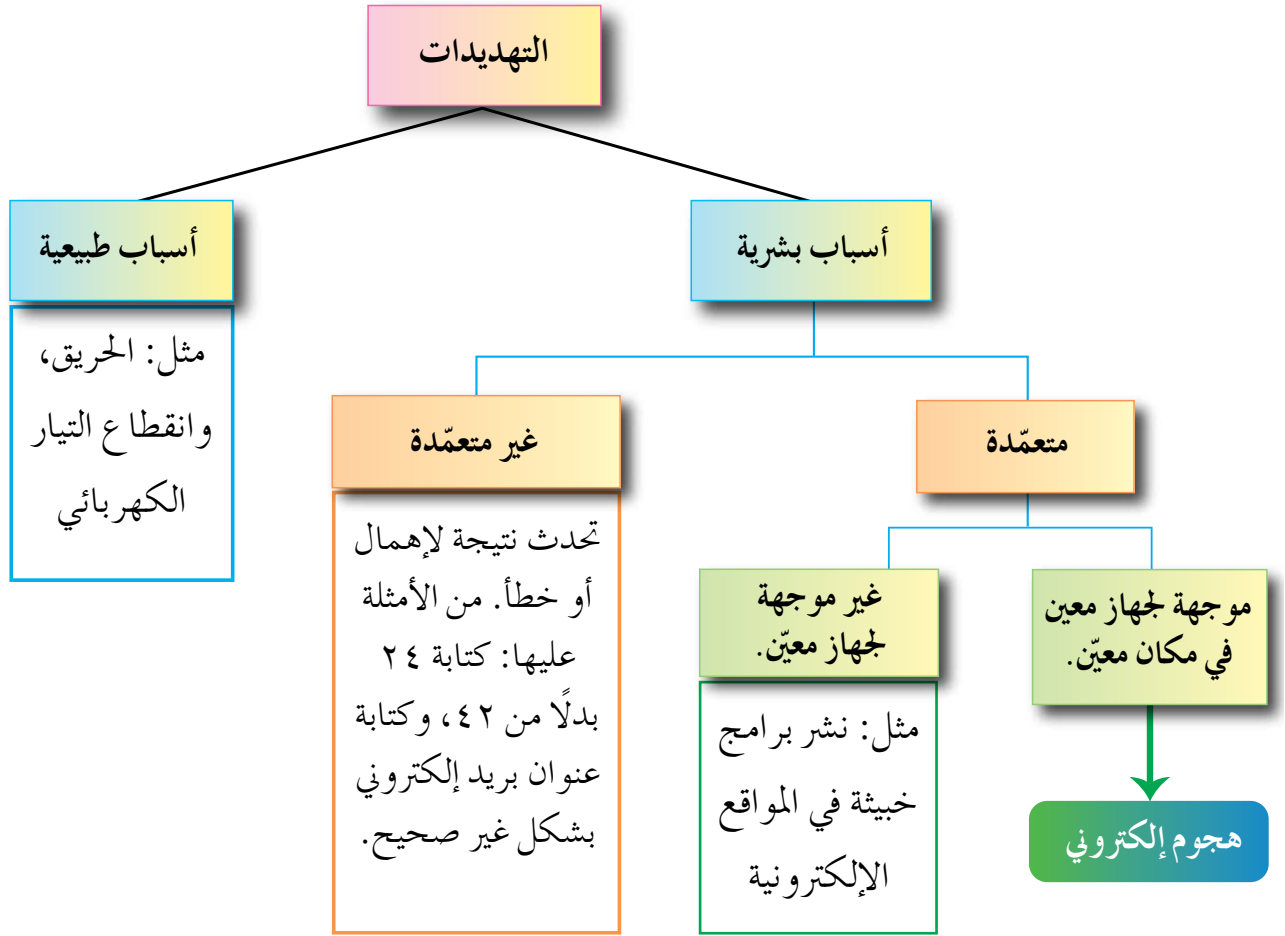 التهديدات
أسباب بشرية
أسباب طبيعية
مثل: الحريق،
وانقطاع التيار
الكهربائي
متعمّدة
غير متعمّدة
تحدث نتيجة لإهمال
أو خطأ. من الأمثلة
عليها: كتابة ٢٤
بدلًا من ٤٢، وكتابة
عنوان بريد إلكتروني
بشكل غير صحيح.
موجهة لجهاز معين
في مكان معيّن.
هجوم إلكتروني
غير موجهة
لجهاز معيّن.
مثل: نشر برامج
خبيثة في المواقع
الإلكترونية